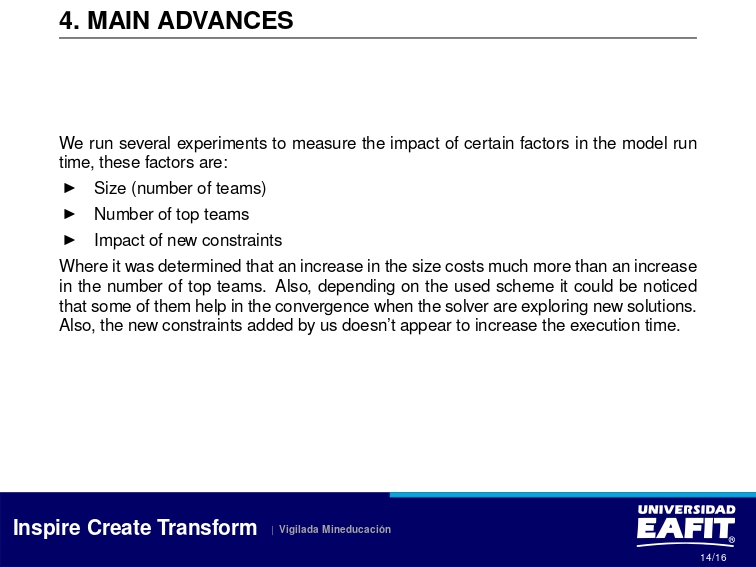 4. MAIN ADVANCES
We run several experiments to measure the impact of certain factors in the model run
time, these factors are:
► Size (number of teams)
► Number of top teams
► Impact of new constraints
Where it was determined that an increase in the size costs much more than an increase
in the number of top teams. Also, depending on the used scheme it could be noticed
that some of them help in the convergence when the solver are exploring new solutions.
Also, the new constraints added by us doesn't appear to increase the execution time.
Inspire Create Transform | Vigilada Mineducación
UNIVERSIDAD
EAFIT®
14/16